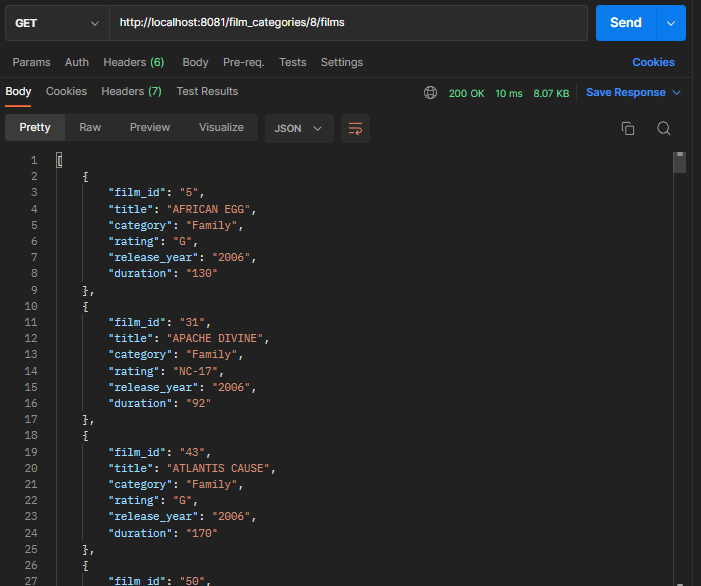 GET http://localhost:8081/film_categories/8/films Send
Params Auth Headers (6) Body Pre-req. Tests Settings Cookies
Body Cookies Headers (7) Test Results 200 OK 10 ms 8.07 KB Save Response
Pretty Raw Preview Visualize JSON
1 [
2 {
3 "film_id": "5",
4 "title": "AFRICAN EGG",
5 "category": "Family",
6 "rating": "G",
7 "release_year": "2006",
8 "duration": "130"
9 },
10 {
11 "film_id": "31",
12 "title": "APACHE DIVINE",
13 "category": "Family",
14 "rating": "NC-17",
15 "release_year": "2006",
16 "duration": "92"
17 },
18 {
19 "film_id": "43",
20 "title": "ATLANTIS CAUSE",
21 "category": "Family",
22 "rating": "G",
23 "release_year": "2006",
24 "duration": "170"
25 },
26 {
27 "film_id": "50",